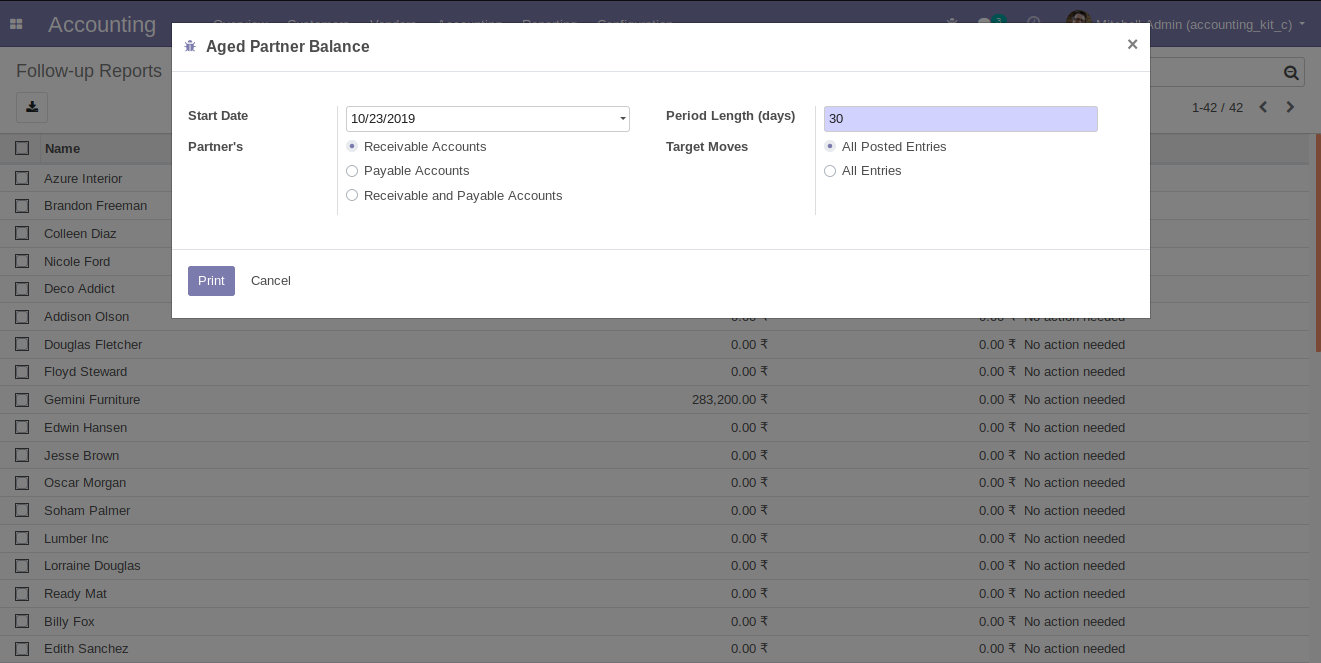 Accounting
3
Admin (accounting_kit_c)
Aged Partner Balance
×
Follow-up Reports
1-42 / 42
Start Date
10/23/2019
Period Length (days)
30
Partner's
Receivable Accounts
Payable Accounts
Receivable and Payable Accounts
Target Moves
All Posted Entries
All Entries
Print
Cancel
Name
Azure Interior
Brandon Freeman
Colleen Diaz
Nicole Ford
Deco Addict
Addison Olson 0.00 ₹ 0.00 ₹ No action needed
Douglas Fletcher 0.00 ₹ 0.00 ₹ No action needed
Floyd Steward 0.00 ₹ 0.00 ₹ No action needed
Gemini Furniture 283,200.00 ₹ 0.00 ₹ No action needed
Edwin Hansen 0.00 ₹ 0.00 ₹ No action needed
Jesse Brown 0.00 ₹ 0.00 ₹ No action needed
Oscar Morgan 0.00 ₹ 0.00 ₹ No action needed
Soham Palmer 0.00 ₹ 0.00 ₹ No action needed
Lumber Inc 0.00 ₹ 0.00 ₹ No action needed
Lorraine Douglas 0.00 ₹ 0.00 ₹ No action needed
Ready Mat 0.00 ₹ 0.00 ₹ No action needed
Billy Fox 0.00 ₹ 0.00 ₹ No action needed
Edith Sanchez 0.00 ₹ 0.00 ₹ No action needed